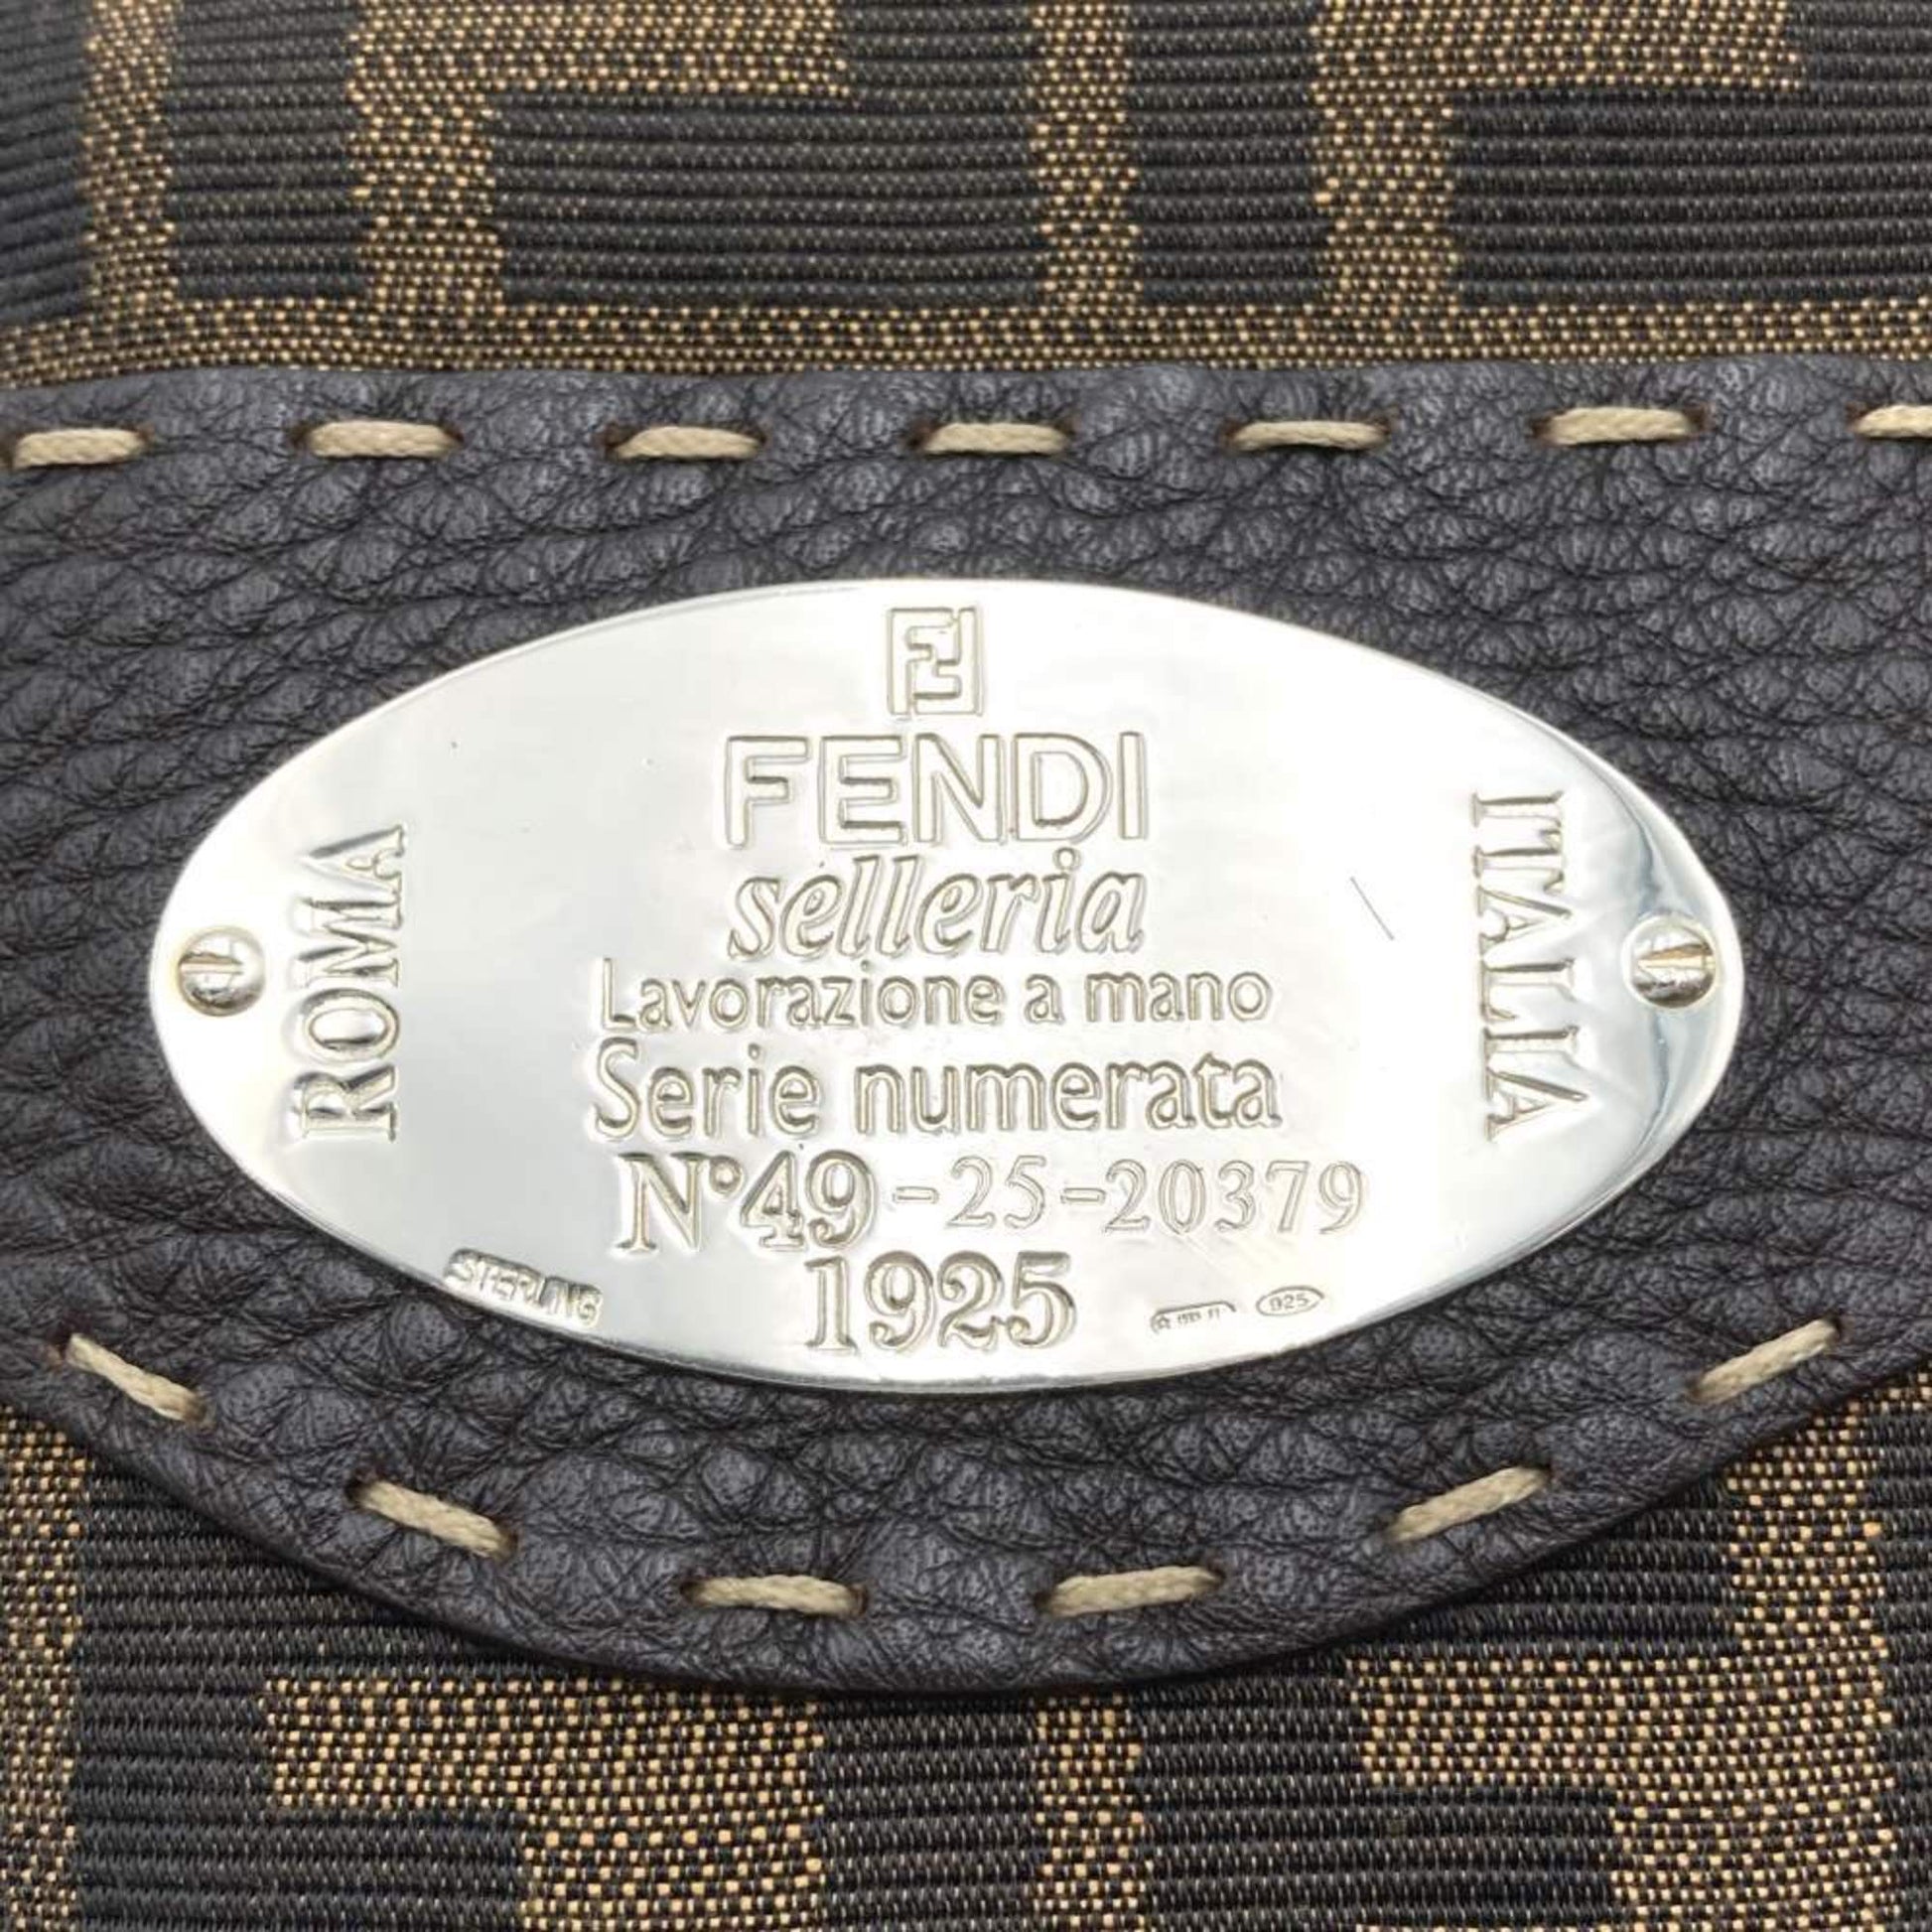 FENDI
selleria
Lavorazione a mano
Serie numerata
N°49-25-20379
1925
ROMA
ITALIA
STERLING
925